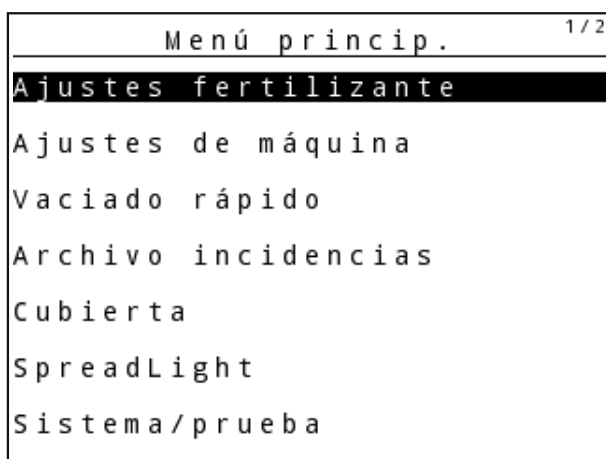 Menú princip.
1/2
Ajustes fertilizante
Ajustes de máquina
Vaciado rápido
Archivo incidencias
Cubierta
SpreadLight
Sistema/prueba